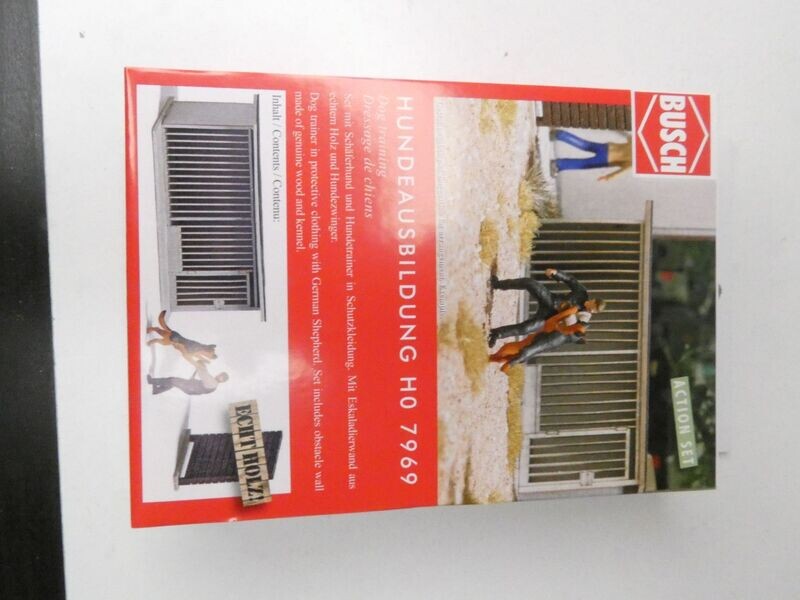 BUSCH
ACTION SET
HUNDEAUSBILDUNG H0 7969
Dog training
Dressage de chiens
Set mit Schäferhund und Hundetrainer in Schutzkleidung. Mit Eskaladierwand aus
echtem Holz und Hundezwinger.
Dog trainer in protective clothing with German Shepherd. Set includes obstacle wall
made of genuine wood and kennel.
Inhalt / Contents / Contenu:
ECHT HOLZ!